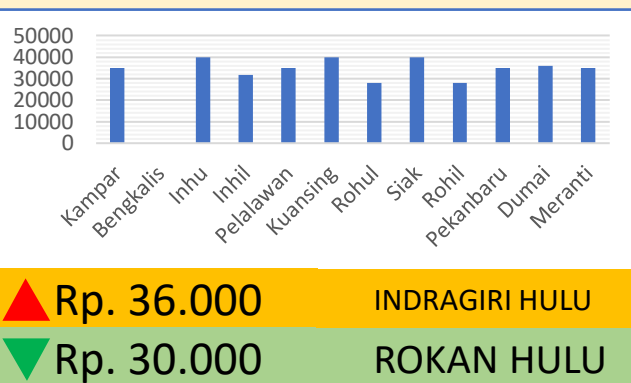 50000
40000
30000
20000
10000
0
Kampar
Bengkalis
Inhu
Inhil
Pelalawan
Kuansing
Rohul
Siak
Rohil
Pekanbaru
Dumai
Meranti
Rp. 36.000 INDRAGIRI HULU
Rp. 30.000 ROKAN HULU